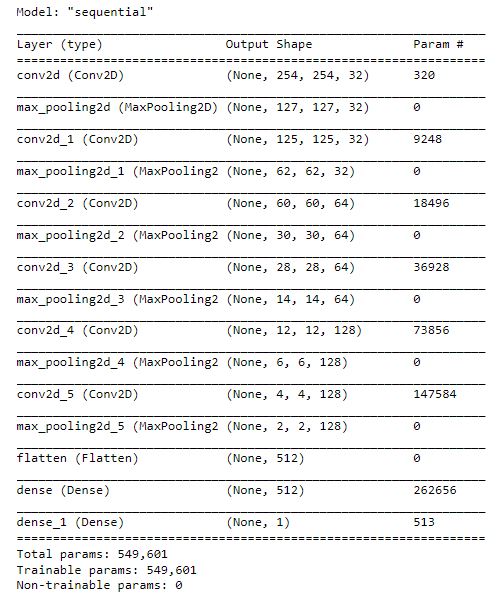 Model: "sequential"
Layer (type) Output Shape Param #
conv2d (Conv2D) (None, 254, 254, 32) 320
max_pooling2d (MaxPooling2D) (None, 127, 127, 32) 0
conv2d_1 (Conv2D) (None, 125, 125, 32) 9248
max_pooling2d_1 (MaxPooling2 (None, 62, 62, 32) 0
conv2d_2 (Conv2D) (None, 60, 60, 64) 18496
max_pooling2d_2 (MaxPooling2 (None, 30, 30, 64) 0
conv2d_3 (Conv2D) (None, 28, 28, 64) 36928
max_pooling2d_3 (MaxPooling2 (None, 14, 14, 64) 0
conv2d_4 (Conv2D) (None, 12, 12, 128) 73856
max_pooling2d_4 (MaxPooling2 (None, 6, 6, 128) 0
conv2d_5 (Conv2D) (None, 4, 4, 128) 147584
max_pooling2d_5 (MaxPooling2 (None, 2, 2, 128) 0
flatten (Flatten) (None, 512) 0
dense (Dense) (None, 512) 262656
dense_1 (Dense) (None, 1) 513
Total params: 549,601
Trainable params: 549,601
Non-trainable params: 0